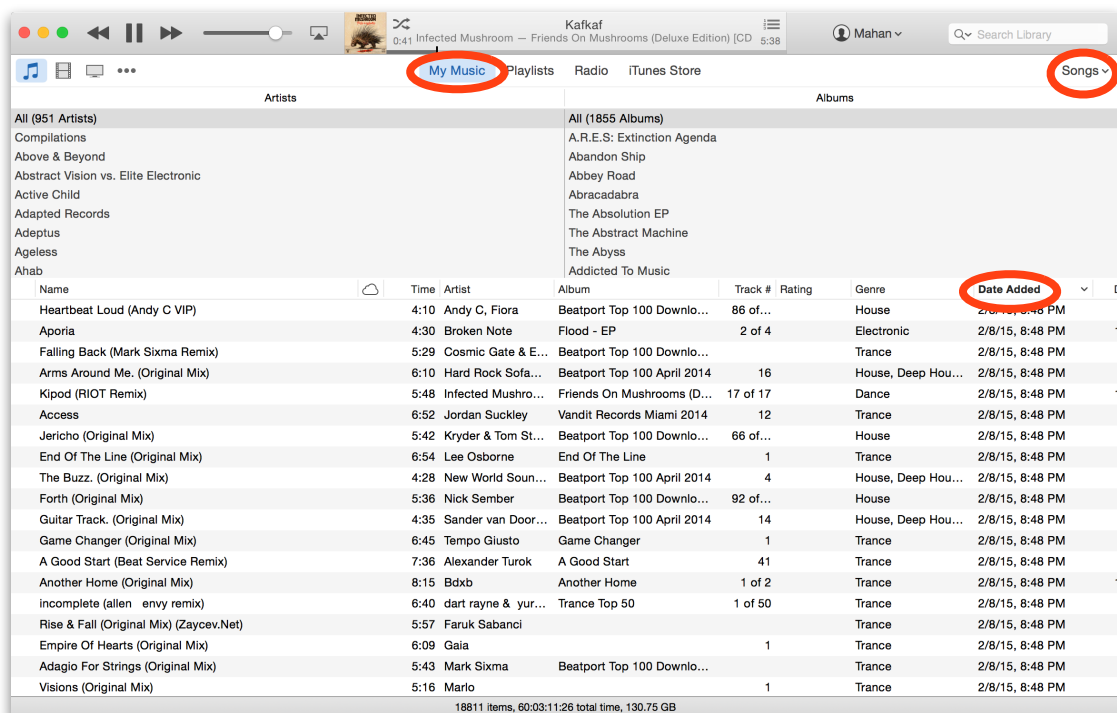 Kafkaf
0:41 Infected Mushroom — Friends On Mushrooms (Deluxe Edition) [CD 5:38
Mahan
Search Library
My Music Playlists Radio iTunes Store Songs
Artists Albums
All (951 Artists) All (1855 Albums)
Compilations A.R.E.S: Extinction Agenda
Above & Beyond Abandon Ship
Abstract Vision vs. Elite Electronic Abbey Road
Active Child Abracadabra
Adapted Records The Absolution EP
Adeptus The Abstract Machine
Ageless The Abyss
Ahab Addicted To Music
Name Time Artist Album Track # Rating Genre Date Added
Heartbeat Loud (Andy C VIP) 4:10 Andy C, Fiora Beatport Top 100 Downlo... 86 of... House 2/8/15, 8:48 PM
Aporia 4:30 Broken Note Flood - EP 2 of 4 Electronic 2/8/15, 8:48 PM
Falling Back (Mark Sixma Remix) 5:29 Cosmic Gate & E... Beatport Top 100 Downlo... Trance 2/8/15, 8:48 PM
Arms Around Me. (Original Mix) 6:10 Hard Rock Sofa... Beatport Top 100 April 2014 16 House, Deep Hou... 2/8/15, 8:48 PM
Kipod (RIOT Remix) 5:48 Infected Mushro... Friends On Mushrooms (D... 17 of 17 Dance 2/8/15, 8:48 PM
Access 6:52 Jordan Suckley Vandit Records Miami 2014 12 Trance 2/8/15, 8:48 PM
Jericho (Original Mix) 5:42 Kryder & Tom St... Beatport Top 100 Downlo... 66 of... House 2/8/15, 8:48 PM
End Of The Line (Original Mix) 6:54 Lee Osborne End Of The Line 1 Trance 2/8/15, 8:48 PM
The Buzz. (Original Mix) 4:28 New World Soun... Beatport Top 100 April 2014 4 House, Deep Hou... 2/8/15, 8:48 PM
Forth (Original Mix) 5:36 Nick Sember Beatport Top 100 Downlo... 92 of... House 2/8/15, 8:48 PM
Guitar Track. (Original Mix) 4:35 Sander van Door... Beatport Top 100 April 2014 14 House, Deep Hou... 2/8/15, 8:48 PM
Game Changer (Original Mix) 6:45 Tempo Giusto Game Changer 1 Trance 2/8/15, 8:48 PM
A Good Start (Beat Service Remix) 7:36 Alexander Turok A Good Start 41 Trance 2/8/15, 8:48 PM
Another Home (Original Mix) 8:15 Bdxb Another Home 1 of 2 Trance 2/8/15, 8:48 PM
incomplete (allen envy remix) 6:40 dart rayne & yur... Trance Top 50 1 of 50 Trance 2/8/15, 8:48 PM
Rise & Fall (Original Mix) (Zaycev.Net) 5:57 Faruk Sabanci Trance 2/8/15, 8:48 PM
Empire Of Hearts (Original Mix) 6:09 Gaia 1 Trance 2/8/15, 8:48 PM
Adagio For Strings (Original Mix) 5:43 Mark Sixma Beatport Top 100 Downlo... Trance 2/8/15, 8:48 PM
Visions (Original Mix) 5:16 Marlo 1 Trance 2/8/15, 8:48 PM
18811 items, 60:03:11:26 total time, 130.75 GB